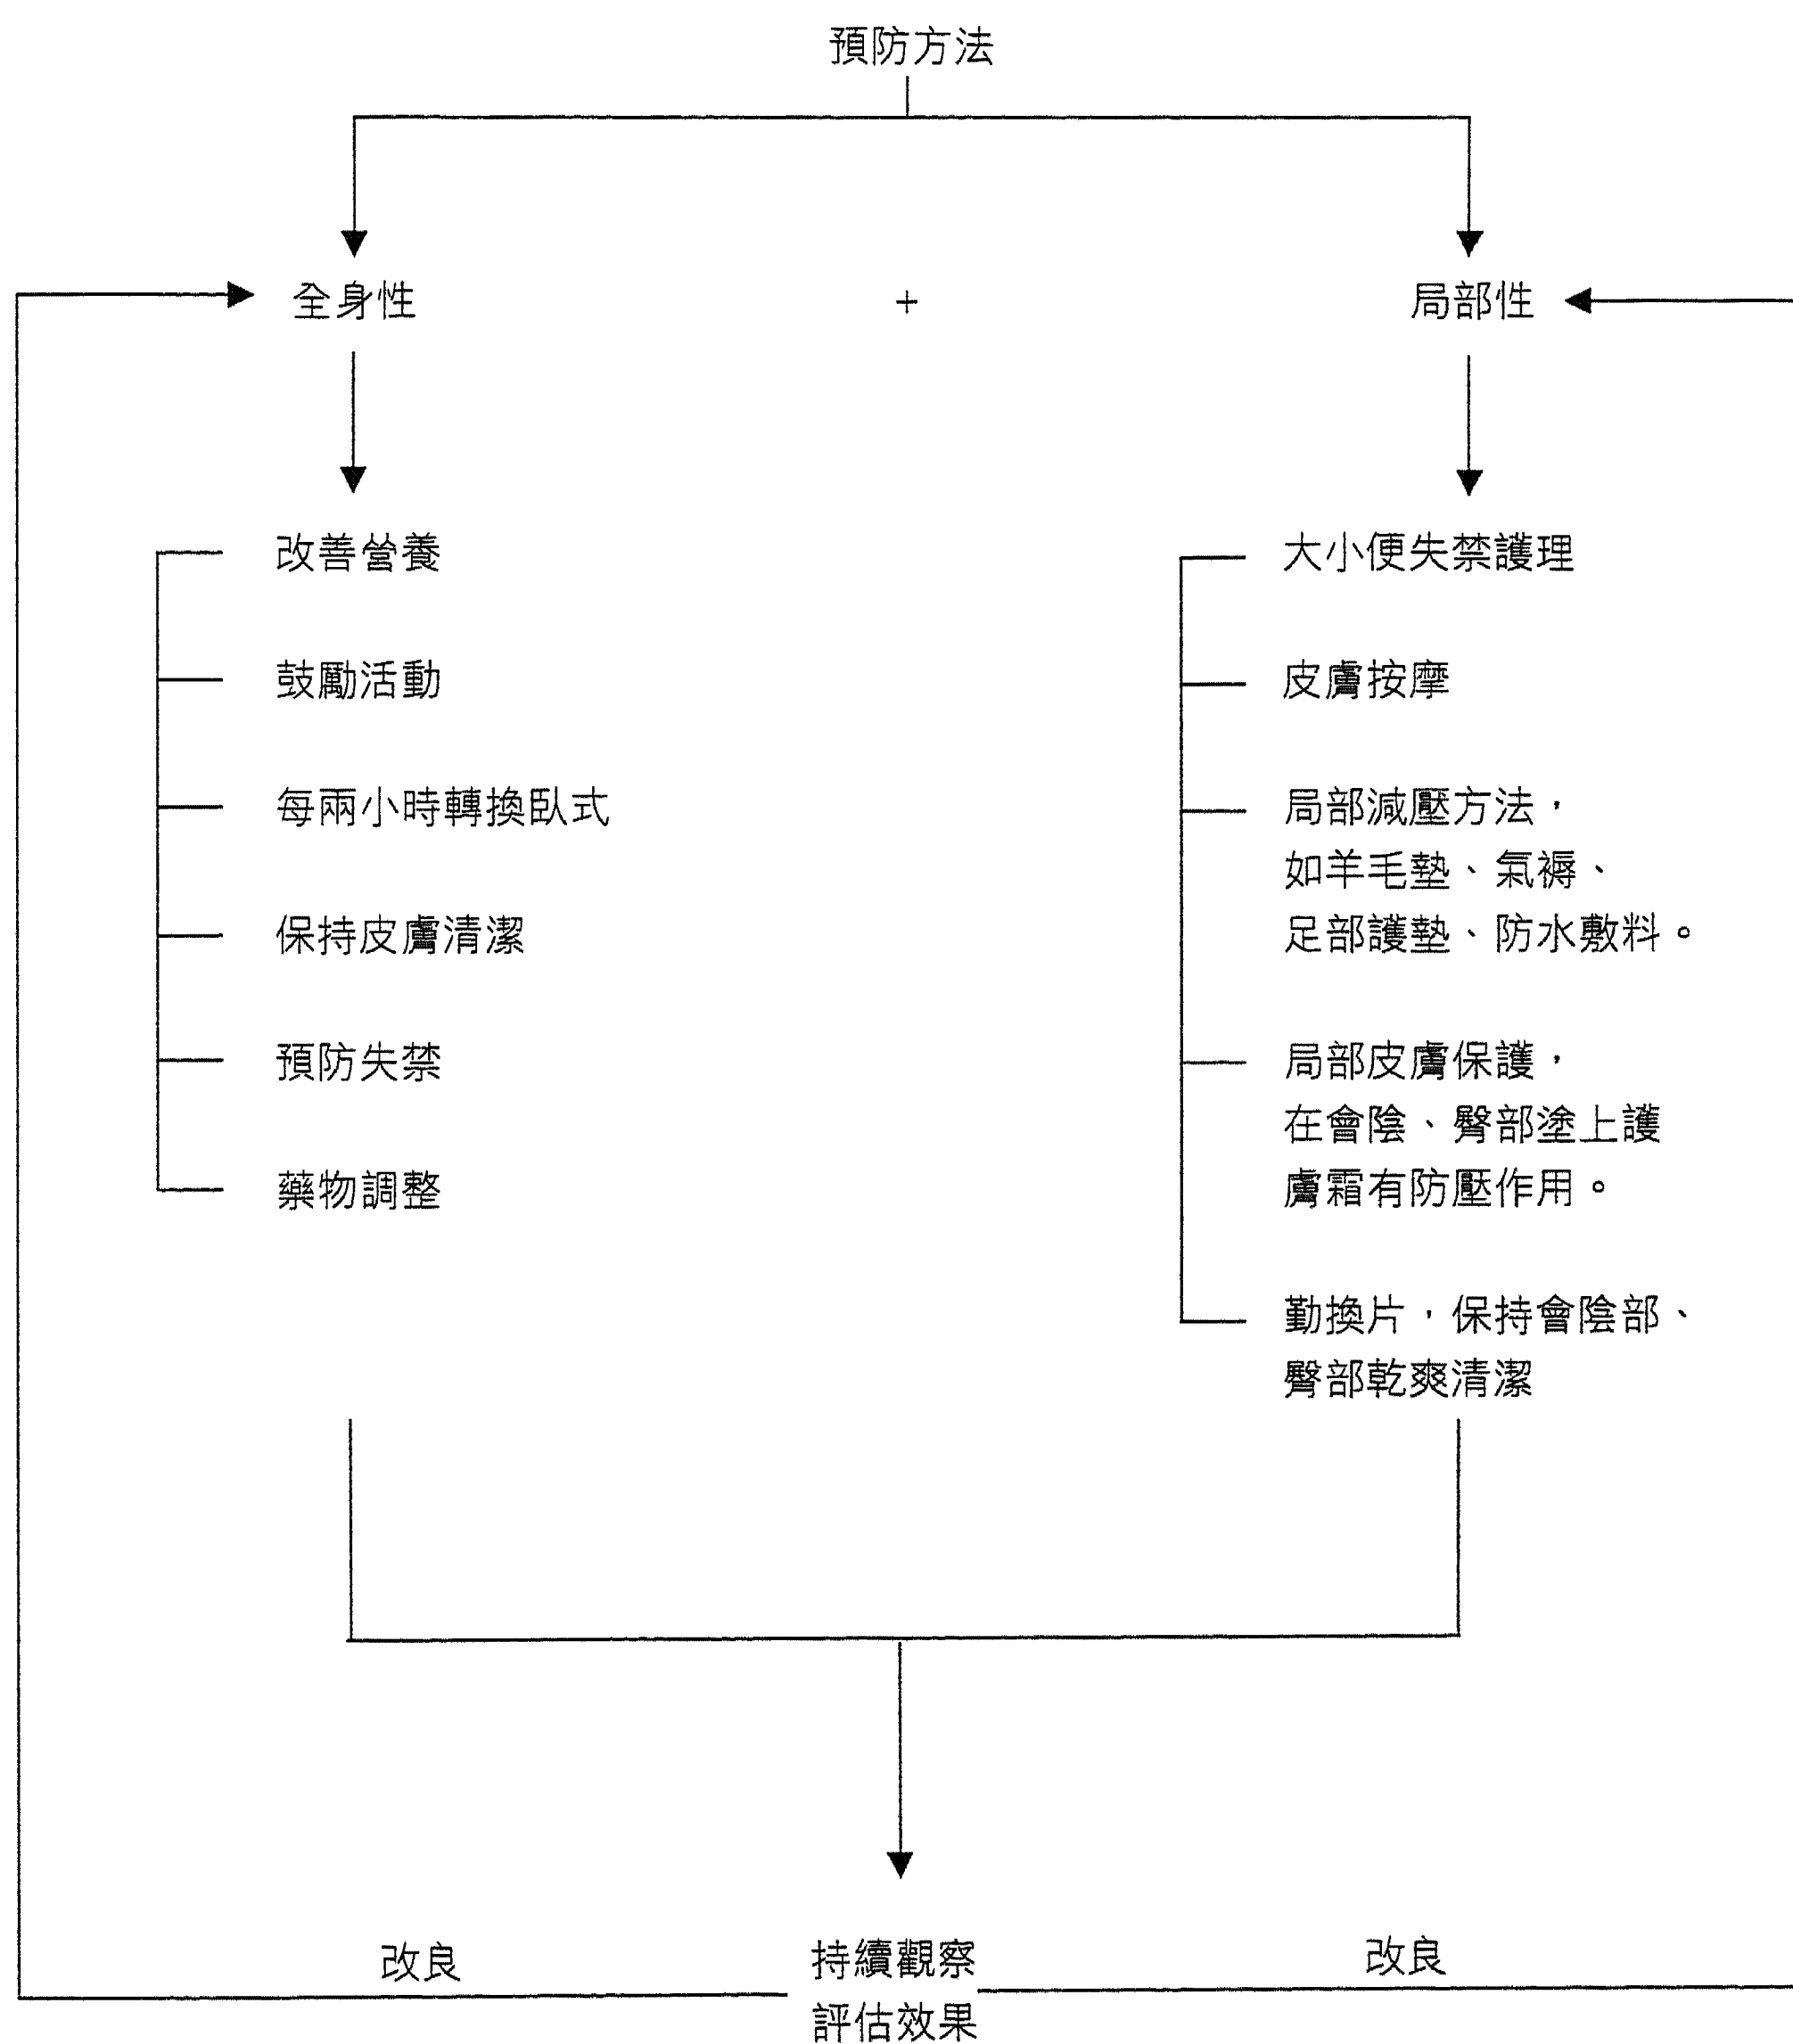 預防方法
全身性
+
局部性
改善營養
鼓勵活動
每兩小時轉換臥式
保持皮膚清潔
預防失禁
藥物調整
大小便失禁護理
皮膚按摩
局部減壓方法，
如羊毛墊、氣褥、
足部護墊、防水敷料。
局部皮膚保護，
在會陰、臀部塗上護
膚霜有防壓作用。
勤換片，保持會陰部、
臀部乾爽清潔
改良
持續觀察
評估效果
改良